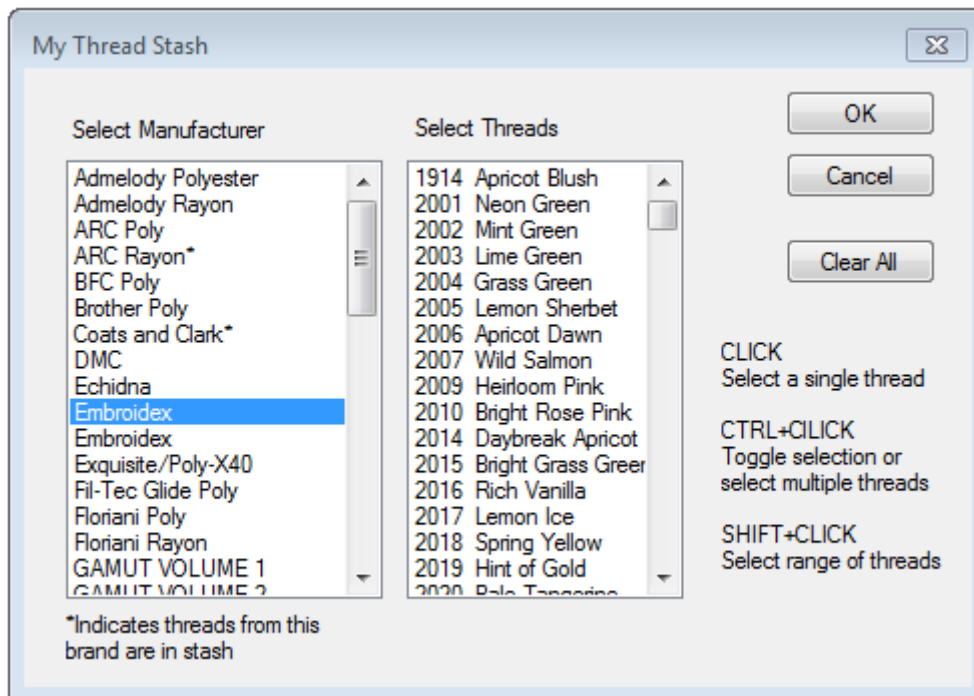 My Thread Stash
Select Manufacturer
Admelody Polyester
Admelody Rayon
ARC Poly
ARC Rayon*
BFC Poly
Brother Poly
Coats and Clark*
DMC
Echidna
Embroidex
Embroidex
Exquisite/Poly-X40
Fil-Tec Glide Poly
Floriani Poly
Floriani Rayon
GAMUT VOLUME 1
GAMUT VOLUME 2
*Indicates threads from this
brand are in stash
Select Threads
1914 Apricot Blush
2001 Neon Green
2002 Mint Green
2003 Lime Green
2004 Grass Green
2005 Lemon Sherbet
2006 Apricot Dawn
2007 Wild Salmon
2009 Heirloom Pink
2010 Bright Rose Pink
2014 Daybreak Apricot
2015 Bright Grass Greer
2016 Rich Vanilla
2017 Lemon Ice
2018 Spring Yellow
2019 Hint of Gold
2020 Pale Tangerine
OK
Cancel
Clear All
CLICK
Select a single thread
CTRL+CILICK
Toggle selection or
select multiple threads
SHIFT+CLICK
Select range of threads